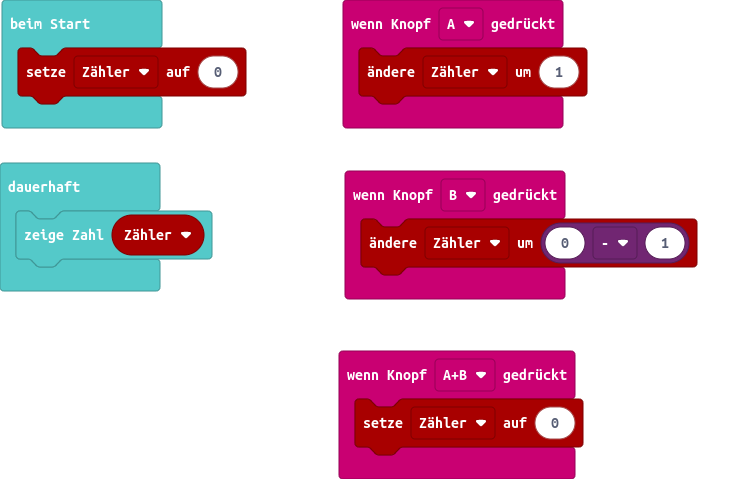 beim Start
setze Zähler auf 0
dauerhaft
zeige Zahl Zähler
wenn Knopf A gedrückt
ändere Zähler um 1
wenn Knopf B gedrückt
ändere Zähler um 0 - 1
wenn Knopf A+B gedrückt
setze Zähler auf 0